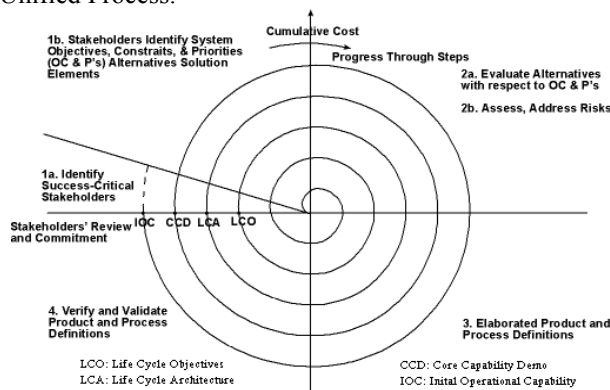 Unified Process.
Cumulative Cost
1b. Stakeholders Identify System
Objectives, Constraits, & Priorities
(OC & P's) Alternatives Solution
Elements
Progress Through Steps
2a. Evaluate Alternatives
with respect to OC & P's
2b. Assess, Address Risks
1a. Identify
Success-Critical
Stakeholders
Stakeholders' Review
and Commitment
IOC CCD LCA LCO
4. Verify and Validate
Product and Process
Definitions
3. Elaborated Product and
Process Definitions
LCO: Life Cycle Objectives
LCA: Life Cycle Architecture
CCD: Core Capability Demo
IOC: Inital Operational Capability